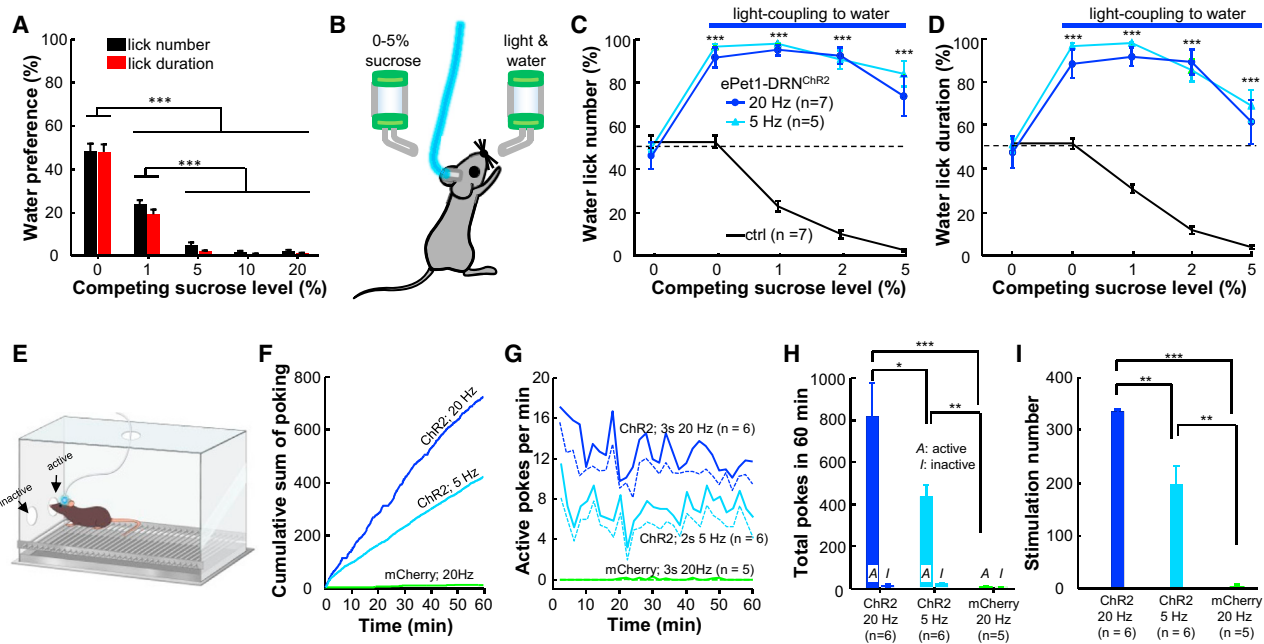 A
Water preference (%)
100
80
60
40
20
0
lick number
lick duration
***
***
0 1 5 10 20
Competing sucrose level (%)
B
0-5%
sucrose
light &
water
C
light-coupling to water
Water lick number (%)
100
80
60
40
20
0
*** *** *** ***
ePet1-DRN^ChR2
20 Hz (n=7)
5 Hz (n=5)
ctrl (n =7)
0 0 1 2 5
Competing sucrose level (%)
D
light-coupling to water
Water lick duration (%)
100
80
60
40
20
0
*** *** *** ***
0 0 1 2 5
Competing sucrose level (%)
E
inactive
active
F
Cumulative sum of poking
800
600
400
200
0
ChR2; 20 Hz
ChR2; 5 Hz
mCherry; 20Hz
0 10 20 30 40 50 60
Time (min)
G
Active pokes per min
20
16
12
8
4
0
ChR2; 3s 20Hz (n = 6)
ChR2; 2s 5 Hz (n = 6)
mCherry; 3s 20Hz (n = 5)
0 10 20 30 40 50 60
Time (min)
H
Total pokes in 60 min
1000
800
600
400
200
0
***
*
**
A: active
I: inactive
A I A I A I
ChR2
20 Hz
(n=6)
ChR2
5 Hz
(n=6)
mCherry
20 Hz
(n=5)
I
Stimulation number
400
300
200
100
0
***
**
**
ChR2
20 Hz
(n = 6)
ChR2
5 Hz
(n = 6)
mCherry
20 Hz
(n =5)